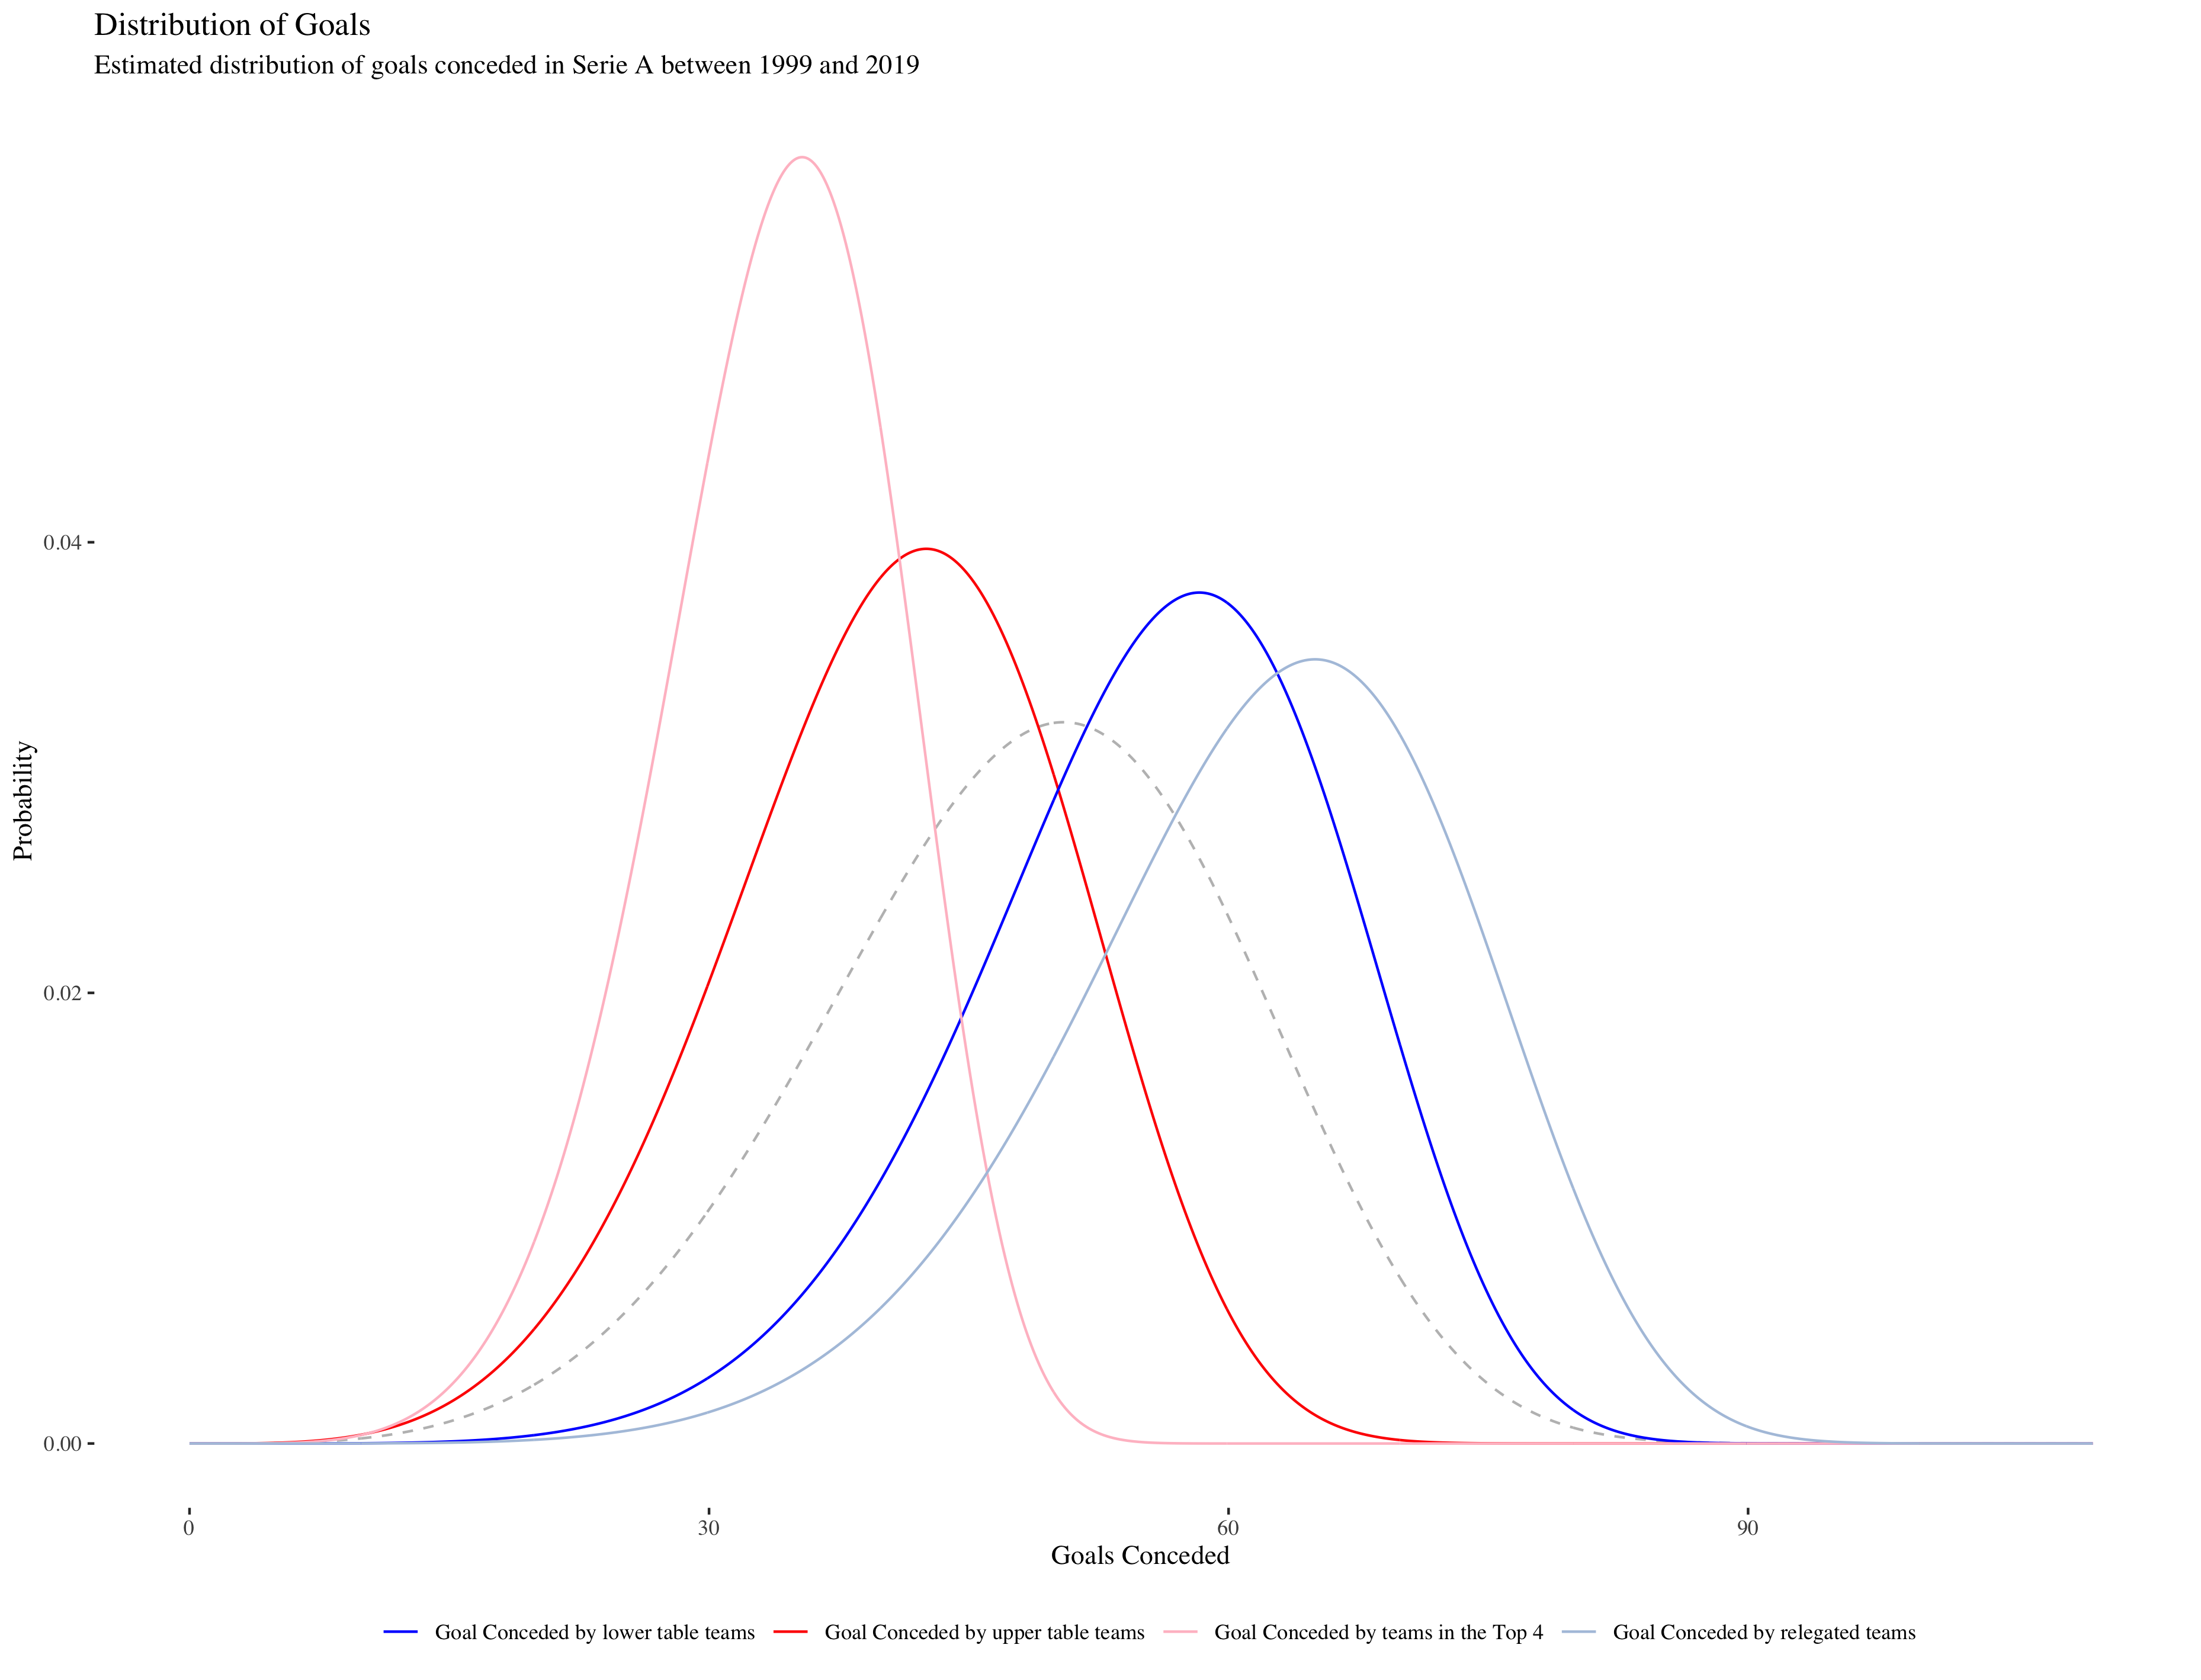 Distribution of Goals
Estimated distribution of goals conceded in Serie A between 1999 and 2019
Probability
0.04
0.02
0.00
0 30 60 90
Goals Conceded
Goal Conceded by lower table teams Goal Conceded by upper table teams Goal Conceded by teams in the Top 4 Goal Conceded by relegated teams